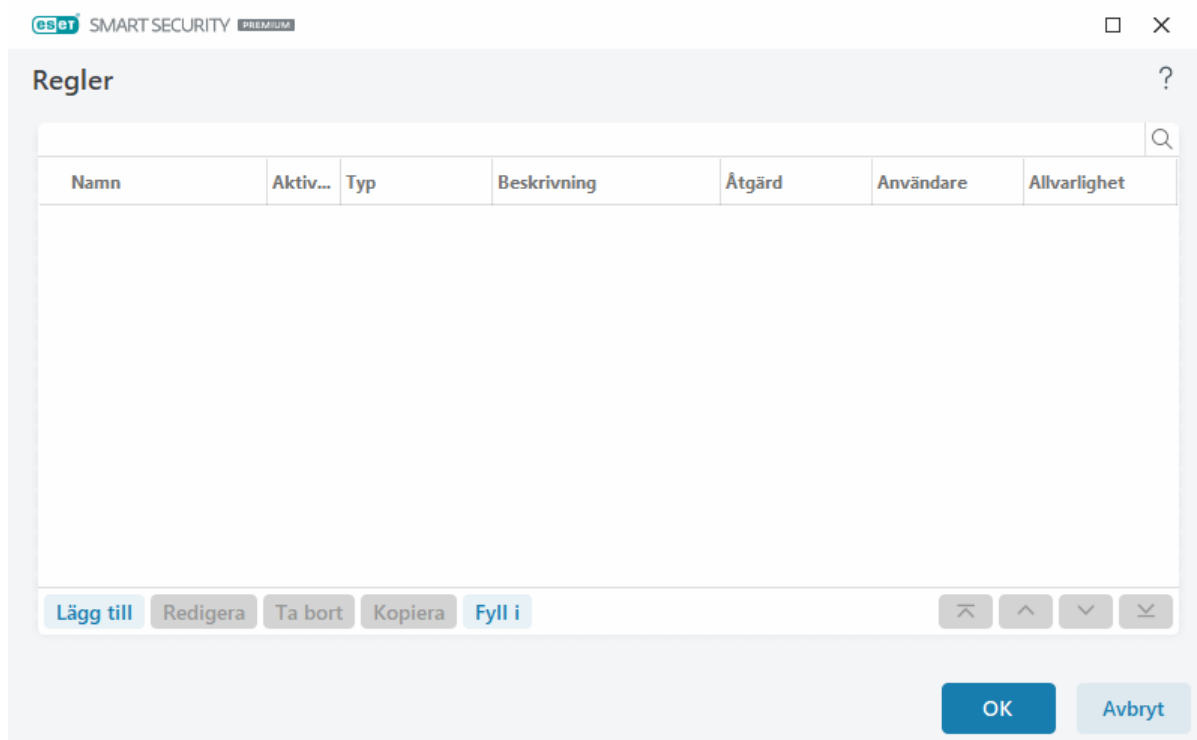 eset SMART SECURITY PREMIUM
Regler
?
Namn Aktiv... Typ Beskrivning Åtgärd Användare Allvarlighet
Lägg till Redigera Ta bort Kopiera Fyll i
OK Avbryt